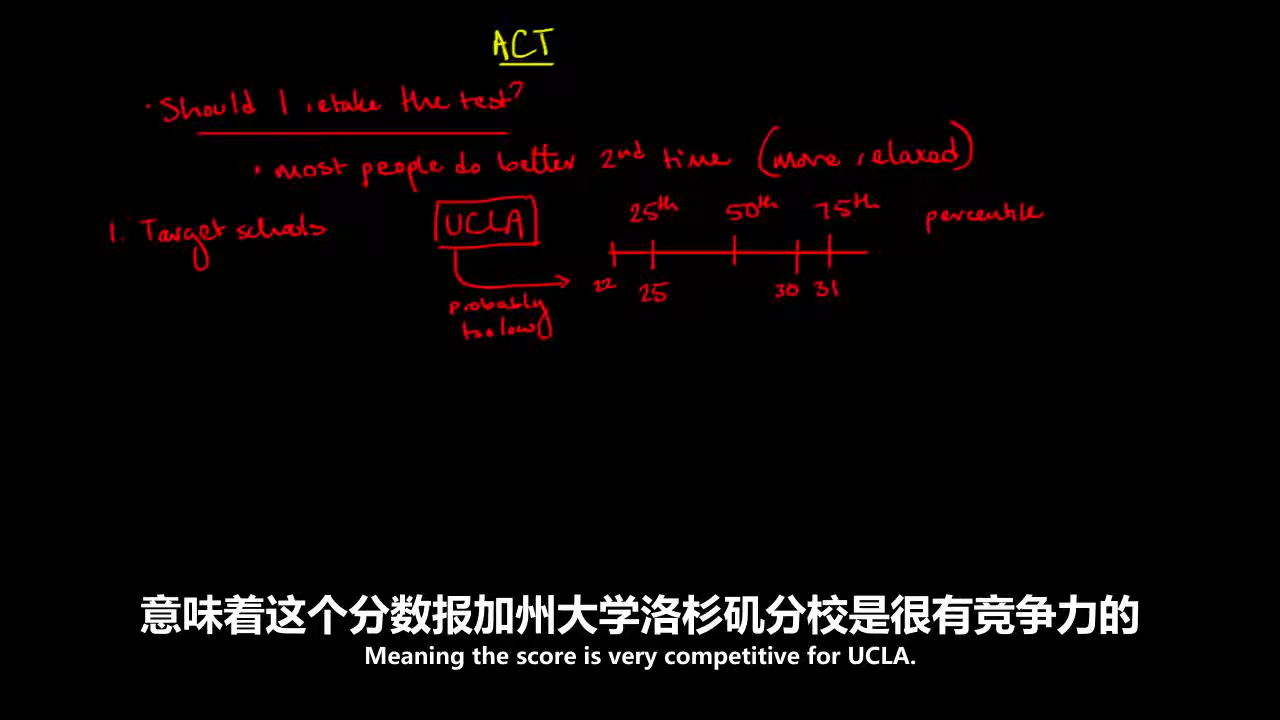 ACT
· Should I retake the test?
· most people do better 2nd time (more relaxed)
1. Target schools
UCLA
25th 50th 75th percentile
22 25 30 31
probably
too low
意味着这个分数报加州大学洛杉矶分校是很有竞争力的
Meaning the score is very competitive for UCLA.